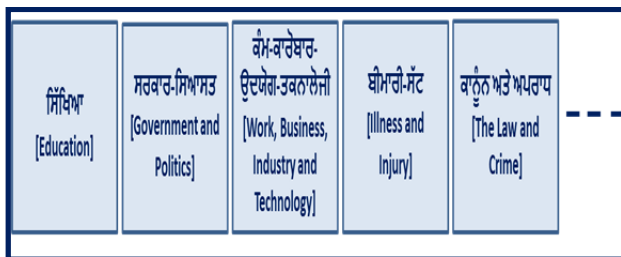 ਸਿੱਖਿਆ
[Education]
ਸਰਕਾਰ-ਸਿਆਸਤ
[Government and
Politics]
ਕੰਮ-ਕਾਰੋਬਾਰ-
ਉਦਯੋਗ-ਤਕਨਾਲੋਜੀ
[Work, Business,
Industry and
Technology]
ਬੀਮਾਰੀ-ਸੱਟ
[Illness and
Injury]
ਕਾਨੂੰਨ ਅਤੇ ਅਪਰਾਧ
[The Law and
Crime]